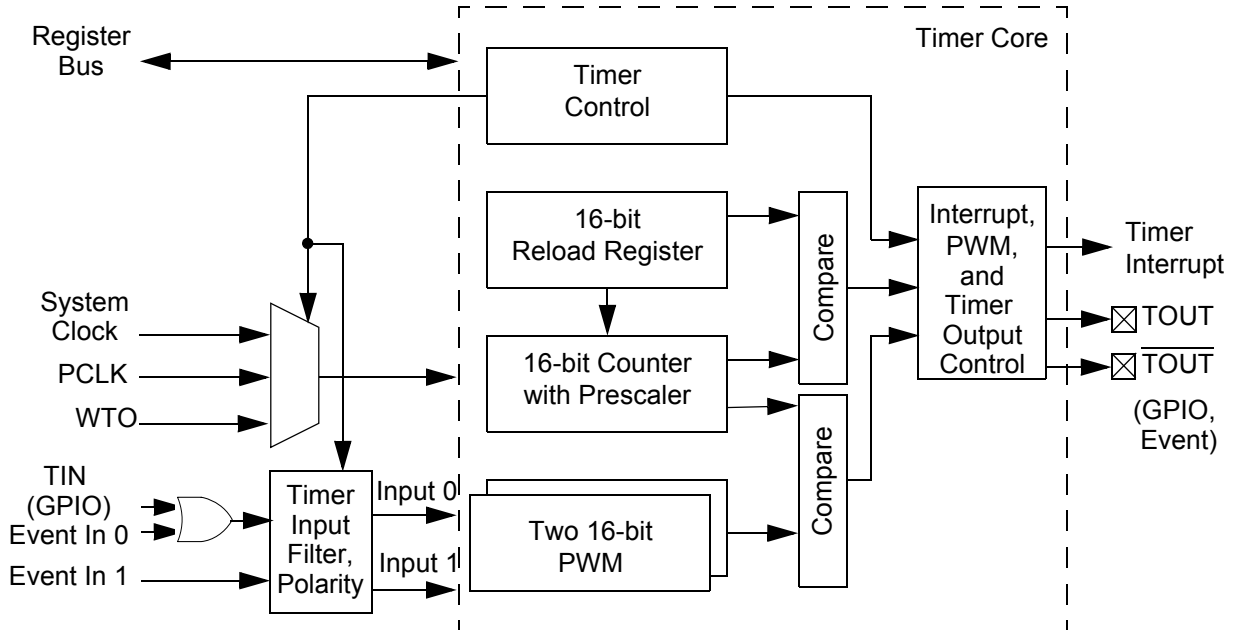 Register
Bus
Timer Core
Timer
Control
16-bit
Reload Register
Compare
Interrupt,
PWM,
and
Timer
Output
Control
Timer
Interrupt
System
Clock
PCLK
WTO
16-bit Counter
with Prescaler
TOUT
TOUT
(GPIO,
Event)
TIN
(GPIO)
Event In 0
Event In 1
Timer
Input
Filter,
Polarity
Input 0
Input 1
Two 16-bit
PWM
Compare